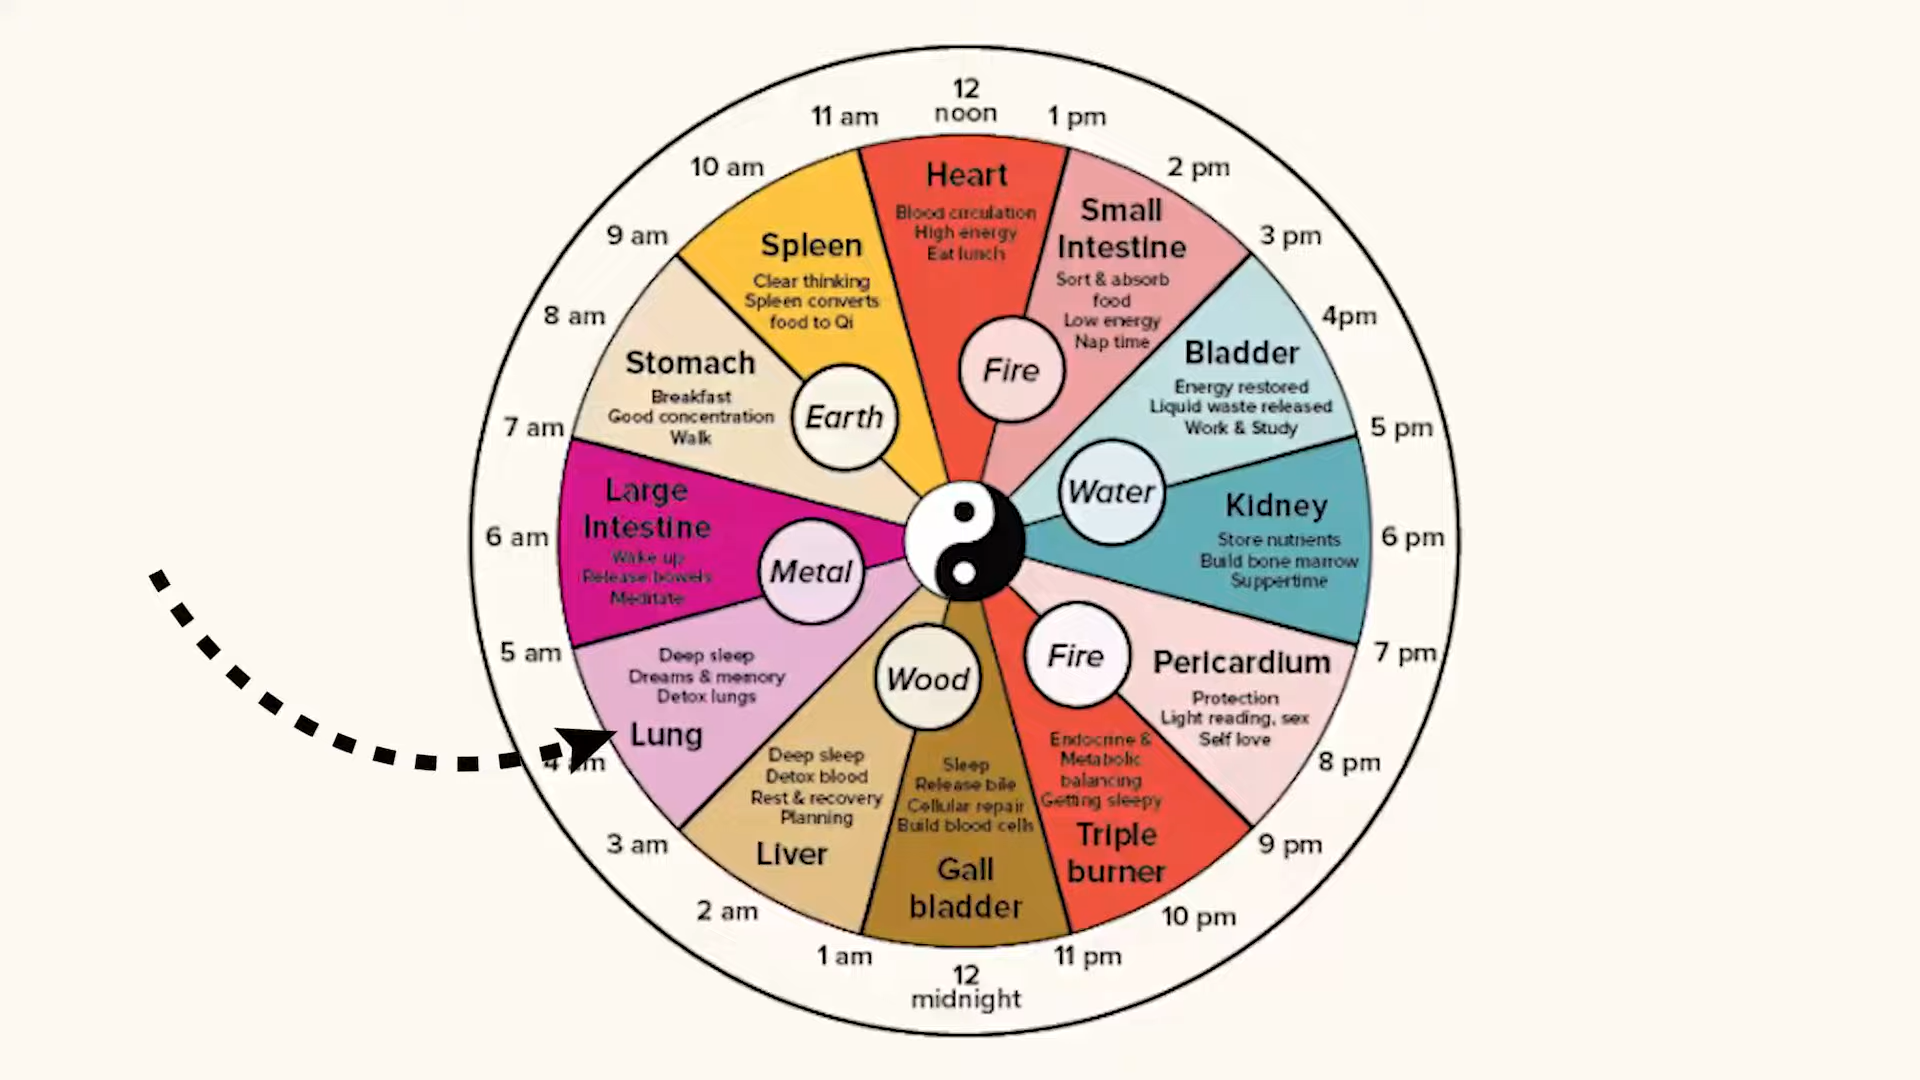 12
noon
1 pm
2 pm
3 pm
4pm
5 pm
6 pm
7 pm
8 pm
9 pm
10 pm
11 pm
12
midnight
1 am
2 am
3 am
4 am
5 am
6 am
7 am
8 am
9 am
10 am
11 am
Heart
Blood circulation
High energy
Eat lunch
Small
Intestine
Sort & absorb
food
Low energy
Nap time
Fire
Bladder
Energy restored
Liquid waste released
Work & Study
Water
Kidney
Store nutrients
Build bone marrow
Suppertime
Pericardium
Protection
Light reading, sex
Self love
Fire
Endocrine &
Metabolic
balancing
Getting sleepy
Triple
burner
Sleep
Release bile
Cellular repair
Build blood cells
Gall
bladder
Wood
Deep sleep
Detox blood
Rest & recovery
Planning
Liver
Deep sleep
Dreams & memory
Detox lungs
Lung
Metal
Large
Intestine
Wake up
Release bowels
Meditate
Stomach
Breakfast
Good concentration
Walk
Earth
Spleen
Clear thinking
Spleen converts
food to Qi